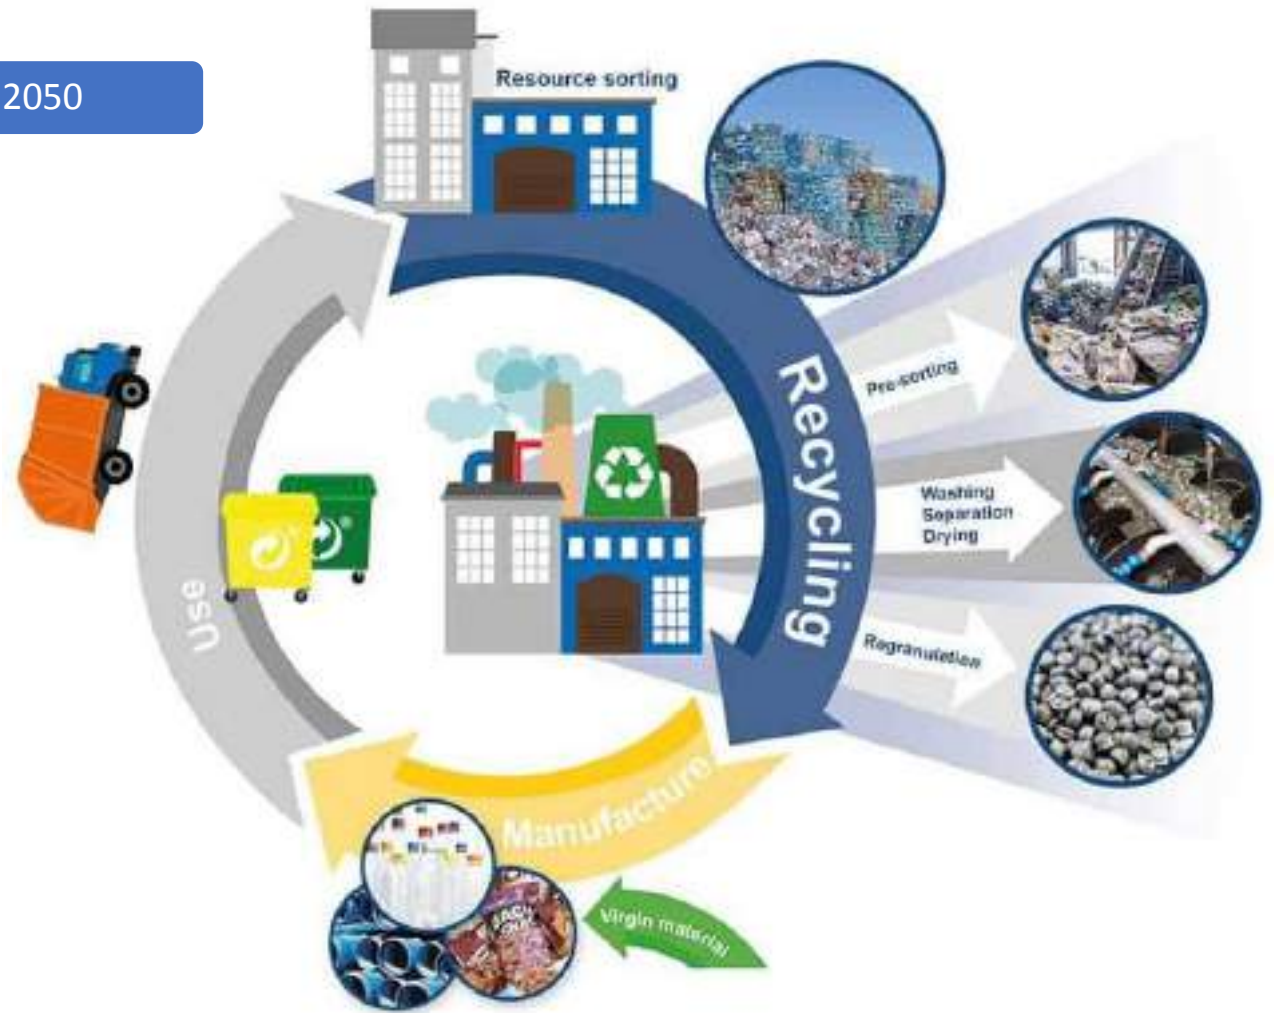 2050
Resource sorting
Recycling
Pre-sorting
Washing
Separation
Drying
Regranulation
Use
Manufacture
Virgin material